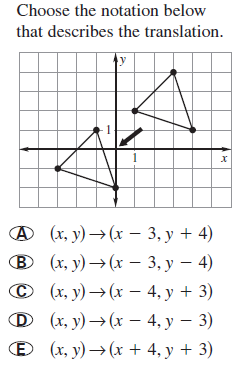 Choose the notation below
that describes the translation.
y
1
1
x
A (x, y) → (x − 3, y + 4)
B (x, y) → (x − 3, y − 4)
C (x, y) → (x − 4, y + 3)
D (x, y) → (x − 4, y − 3)
E (x, y) → (x + 4, y + 3)